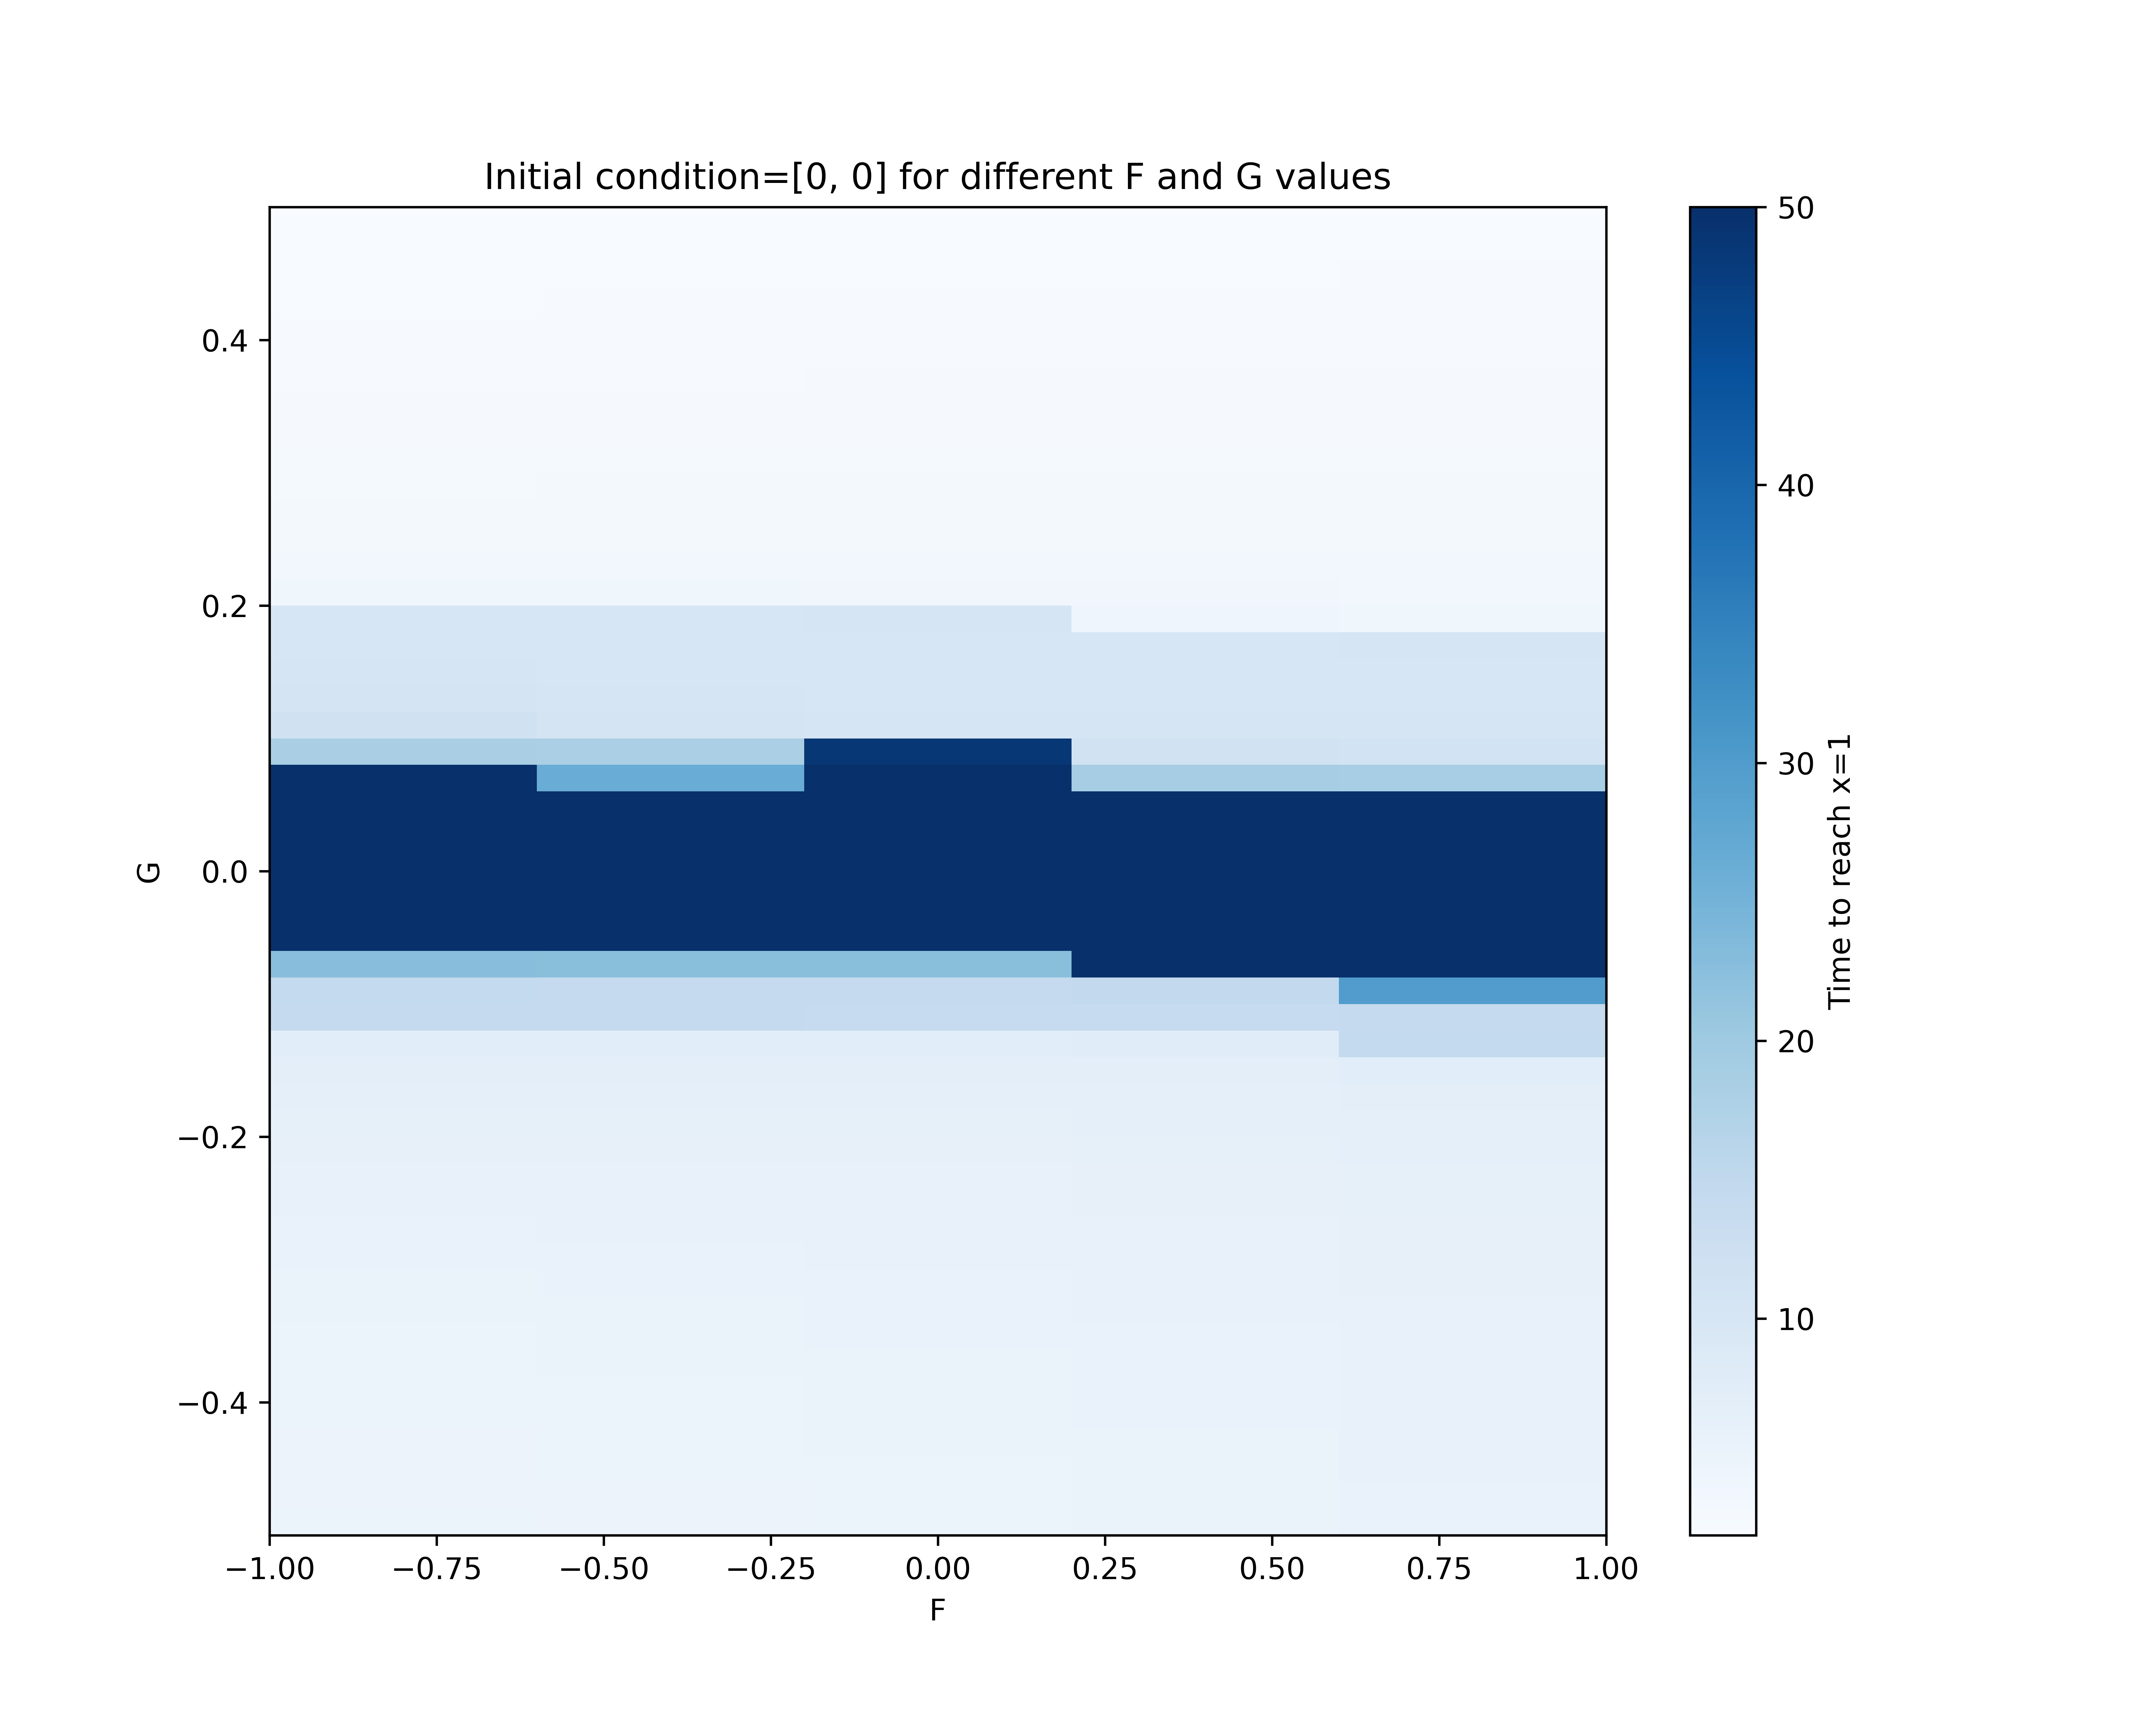 Initial condition=[0, 0] for different F and G values
G
0.4
0.2
0.0
−0.2
−0.4
−1.00 −0.75 −0.50 −0.25 0.00 0.25 0.50 0.75 1.00
F
50
40
30
20
10
Time to reach x=1